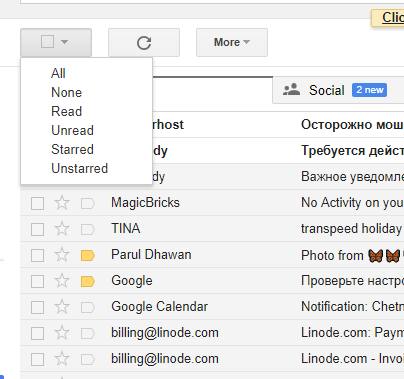 Clic
More
All
None
Read
Unread
Starred
Unstarred
Social 2 new
erhost Осторожно мош
dy Требуется дейст
dy Важное уведомле
MagicBricks No Activity on you
TINA transpeed holiday
Parul Dhawan Photo from
Google Проверьте настро
Google Calendar Notification: Chetn
billing@linode.com Linode.com: Paym
billing@linode.com Linode.com - Invoi